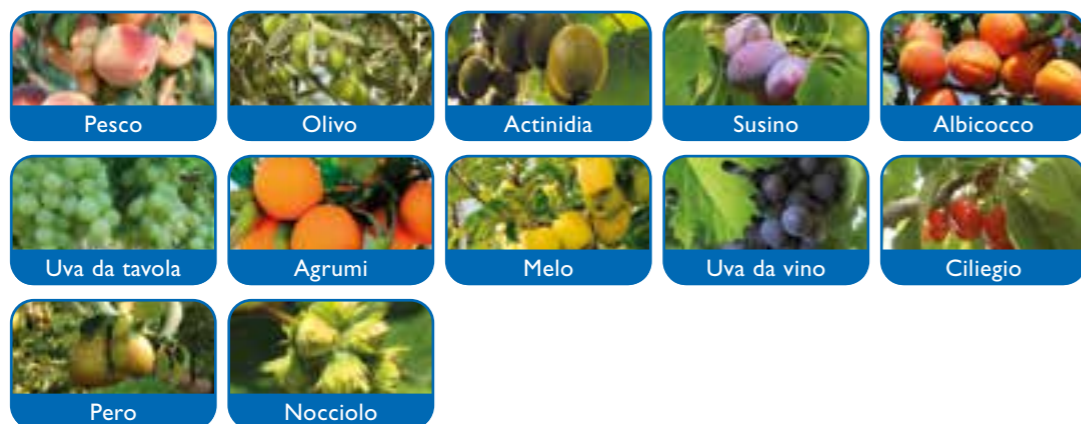 Pesco
Olivo
Actinidia
Susino
Albicocco
Uva da tavola
Agrumi
Melo
Uva da vino
Ciliegio
Pero
Nocciolo